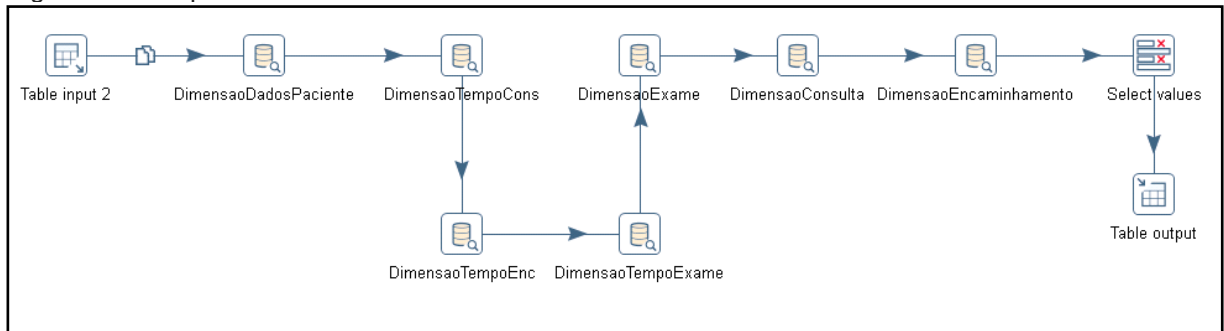 Table input 2
DimensaoDadosPaciente
DimensaoTempoCons
DimensaoExame
DimensaoConsulta
DimensaoEncaminhamento
Select values
Table output
DimensaoTempoEnc
DimensaoTempoExame